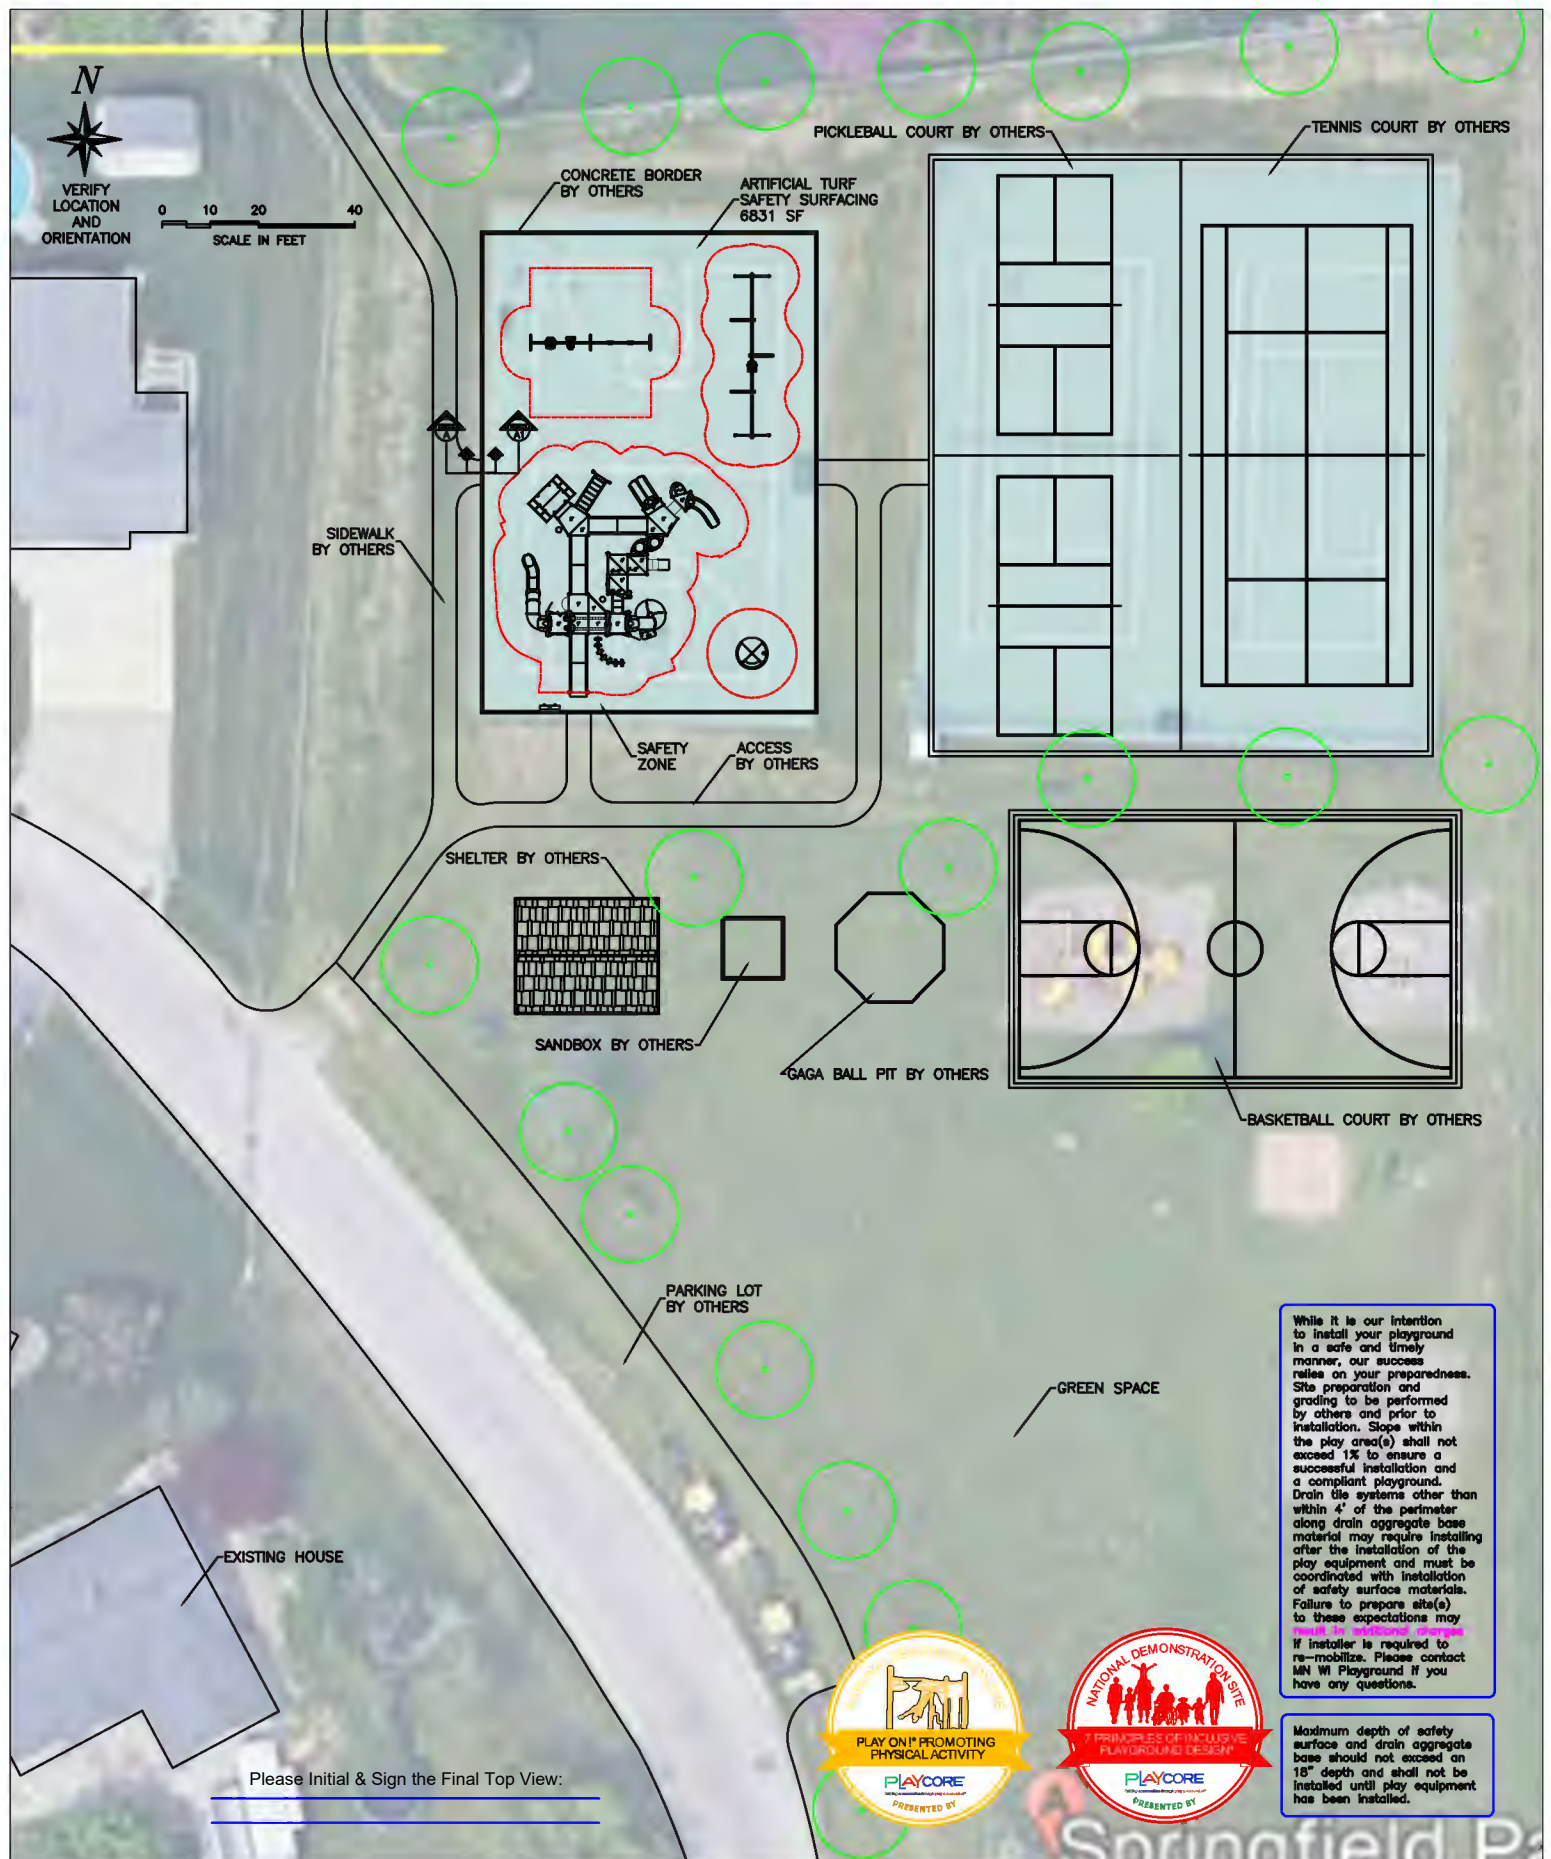 N
VERIFY
LOCATION
AND
ORIENTATION
0 10 20 40
SCALE IN FEET
CONCRETE BORDER
BY OTHERS
ARTIFICIAL TURF
SAFETY SURFACING
6831 SF
PICKLEBALL COURT BY OTHERS
TENNIS COURT BY OTHERS
SIDEWALK
BY OTHERS
SAFETY
ZONE
ACCESS
BY OTHERS
SHELTER BY OTHERS
SANDBOX BY OTHERS
GAGA BALL PIT BY OTHERS
BASKETBALL COURT BY OTHERS
PARKING LOT
BY OTHERS
GREEN SPACE
EXISTING HOUSE
While it is our intention
to install your playground
in a safe and timely
manner, our success
relies on your preparedness.
Site preparation and
grading to be performed
by others and prior to
installation. Slope within
the play area(s) shall not
exceed 1% to ensure a
successful installation and
a compliant playground.
Drain tile systems other than
within 4' of the perimeter
along drain aggregate base
material may require installing
after the installation of the
play equipment and must be
coordinated with installation
of safety surface materials.
Failure to prepare site(s)
to these expectations may
result in additional charges
if installer is required to
re-mobilize. Please contact
MN WI Playground if you
have any questions.
Maximum depth of safety
surface and drain aggregate
base should not exceed an
18" depth and shall not be
installed until play equipment
has been installed.
Please Initial & Sign the Final Top View:
PLAY ON!® PROMOTING
PHYSICAL ACTIVITY
PLAYCORE
PRESENTED BY
NATIONAL DEMONSTRATION SITE
7 PRINCIPLES OF INCLUSIVE
PLAYGROUND DESIGN®
PLAYCORE
PRESENTED BY
A
Springfield Pa